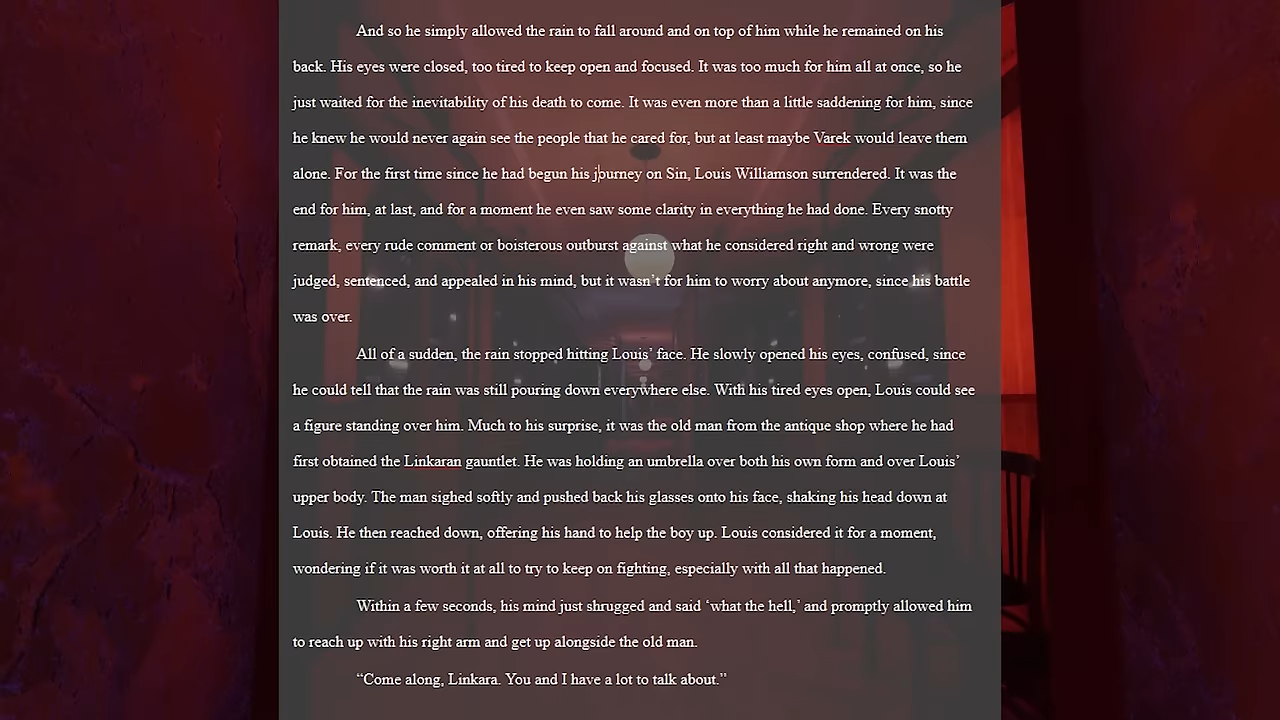 And so he simply allowed the rain to fall around and on top of him while he remained on his
back. His eyes were closed, too tired to keep open and focused. It was too much for him all at once, so he
just waited for the inevitability of his death to come. It was even more than a little saddening for him, since
he knew he would never again see the people that he cared for, but at least maybe Varek would leave them
alone. For the first time since he had begun his journey on Sin, Louis Williamson surrendered. It was the
end for him, at last, and for a moment he even saw some clarity in everything he had done. Every snotty
remark, every rude comment or boisterous outburst against what he considered right and wrong were
judged, sentenced, and appealed in his mind, but it wasn’t for him to worry about anymore, since his battle
was over.
All of a sudden, the rain stopped hitting Louis’ face. He slowly opened his eyes, confused, since
he could tell that the rain was still pouring down everywhere else. With his tired eyes open, Louis could see
a figure standing over him. Much to his surprise, it was the old man from the antique shop where he had
first obtained the Linkaran gauntlet. He was holding an umbrella over both his own form and over Louis’
upper body. The man sighed softly and pushed back his glasses onto his face, shaking his head down at
Louis. He then reached down, offering his hand to help the boy up. Louis considered it for a moment,
wondering if it was worth it at all to try to keep on fighting, especially with all that happened.
Within a few seconds, his mind just shrugged and said ‘what the hell,’ and promptly allowed him
to reach up with his right arm and get up alongside the old man.
“Come along, Linkara. You and I have a lot to talk about.”